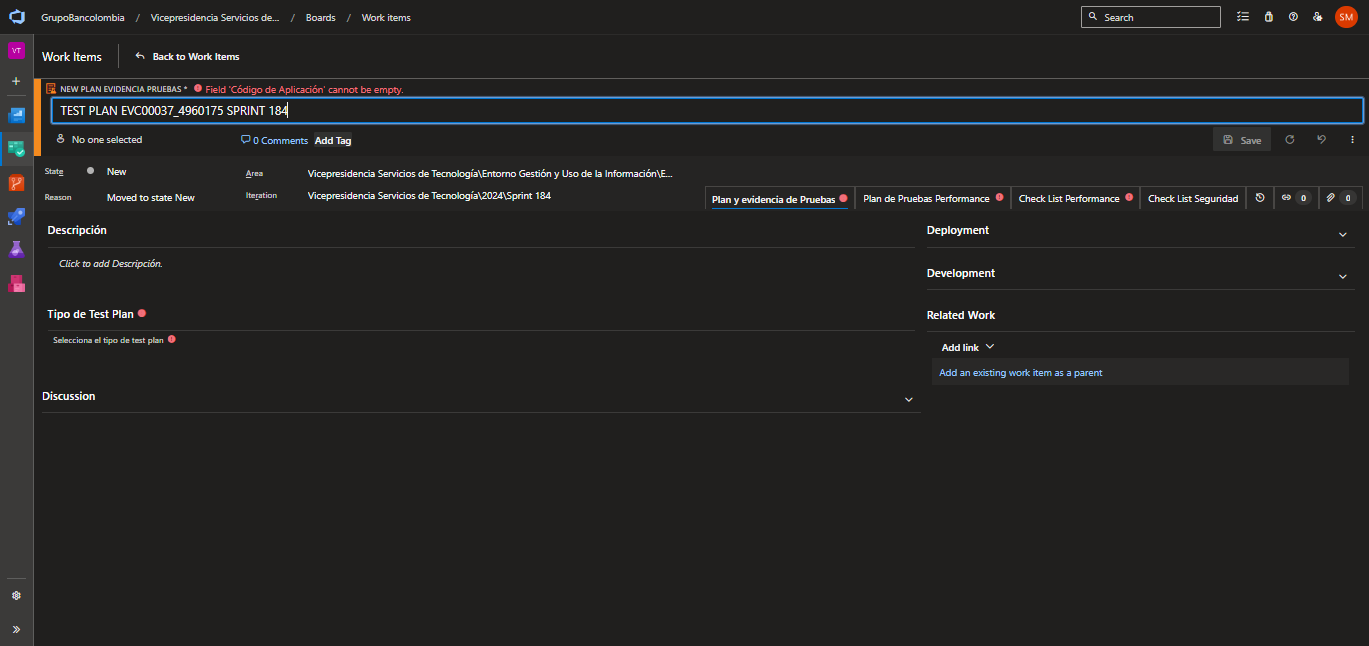 GrupoBancolombia / Vicepresidencia Servicios de... / Boards / Work items
Search
SM
VT
Work Items
Back to Work Items
NEW PLAN EVIDENCIA PRUEBAS * Field 'Código de Aplicación' cannot be empty.
TEST PLAN EVC00037_4960175 SPRINT 184
No one selected
0 Comments
Add Tag
Save
State
New
Area
Vicepresidencia Servicios de Tecnología\Entorno Gestión y Uso de la Información\E...
Reason
Moved to state New
Iteration
Vicepresidencia Servicios de Tecnología\2024\Sprint 184
Plan y evidencia de Pruebas
Plan de Pruebas Performance
Check List Performance
Check List Seguridad
0
0
Descripción
Click to add Descripción.
Tipo de Test Plan
Selecciona el tipo de test plan
Discussion
Deployment
Development
Related Work
Add link
Add an existing work item as a parent